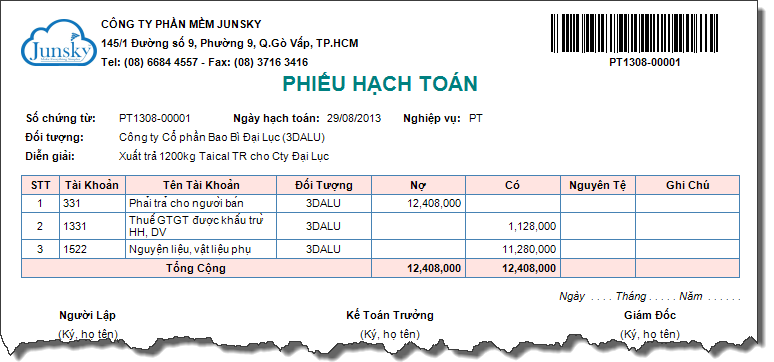 Junsky
CÔNG TY PHẦN MỀM JUNSKY
145/1 Đường số 9, Phường 9, Q.Gò Vấp, TP.HCM
Tel: (08) 6684 4557 - Fax: (08) 3716 3416
PT1308-00001
PHIẾU HẠCH TOÁN
Số chứng từ: PT1308-00001 Ngày hạch toán: 29/08/2013 Nghiệp vụ: PT
Đối tượng: Công ty Cổ phần Bao Bì Đại Lục (3DALU)
Diễn giải: Xuất trả 1200kg Taical TR cho Cty Đại Lục
STT Tài Khoản Tên Tài Khoản Đối Tượng Nợ Có Nguyên Tệ Ghi Chú
1 331 Phải trả cho người bán 3DALU 12,408,000
2 1331 Thuế GTGT được khấu trừ HH, DV 3DALU 1,128,000
3 1522 Nguyện liệu, vật liệu phụ 3DALU 11,280,000
Tổng Cộng 12,408,000 12,408,000
Ngày . . . . Tháng . . . . . Năm . . . . . .
Người Lập Kế Toán Trưởng Giám Đốc
(Ký, họ tên) (Ký, họ tên) (Ký, họ tên)